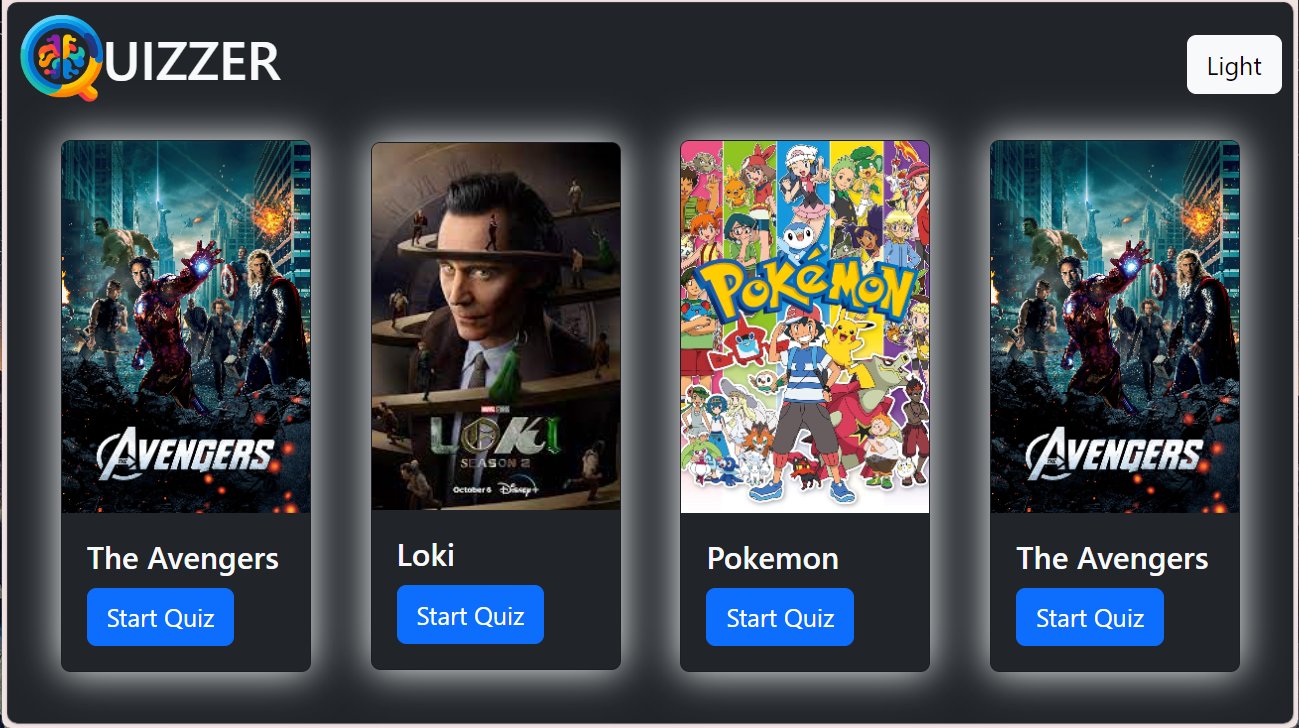 QUIZZER
Light
AVENGERS
MARVEL STUDIOS
LOKI
SEASON 2
October 6 Disney+
POKéMON
AVENGERS
The Avengers
Loki
Pokemon
The Avengers
Start Quiz
Start Quiz
Start Quiz
Start Quiz